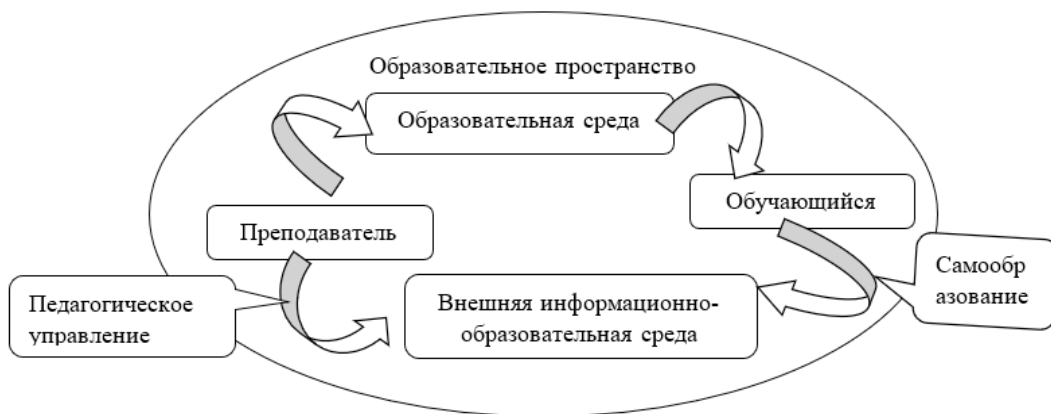 Образовательное пространство
Образовательная среда
Обучающийся
Преподаватель
Самообр
азование
Педагогическое
управление
Внешняя информационно-
образовательная среда